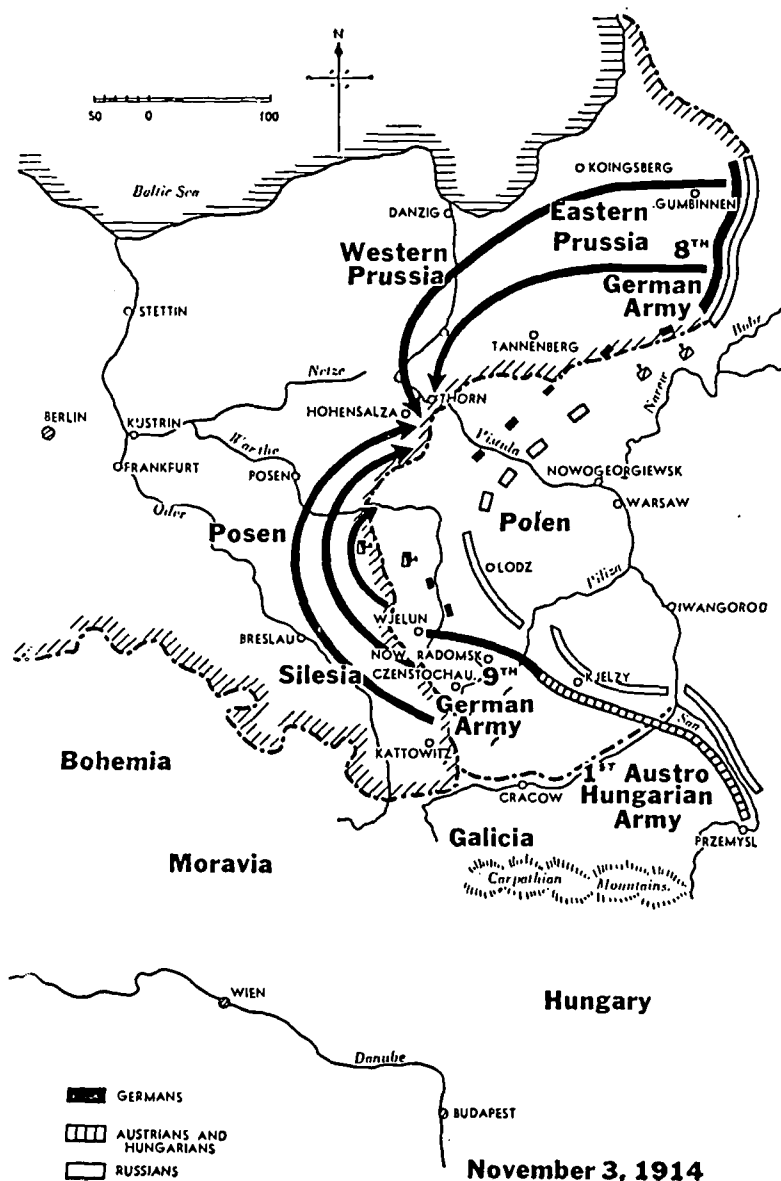 N
50 0 100
Baltic Sea
KOINGSBERG
GUMBINNEN
DANZIG
Eastern
Prussia
Western
Prussia
8TH
German
Army
STETTIN
TANNENBERG
Bobr
Narew
Netze
THORN
HOHENSALZA
BERLIN
KUSTRIN
Warthe
Vistula
FRANKFURT
POSEN
NOWOGEORGIEWSK
WARSAW
Oder
Posen
Polen
LODZ
Piliza
IWANGOROD
WJELUN
BRESLAU
NOW. RADOMSK
KJELZY
Silesia
CZENSTOCHAU.
9TH
German
Army
San
KATTOWITZ
Bohemia
1ST Austro
Hungarian
Army
CRACOW
Galicia
PRZEMYSL
Moravia
Carpathian Mountains.
WIEN
Hungary
Danube
GERMANS
BUDAPEST
AUSTRIANS AND
HUNGARIANS
RUSSIANS
November 3, 1914